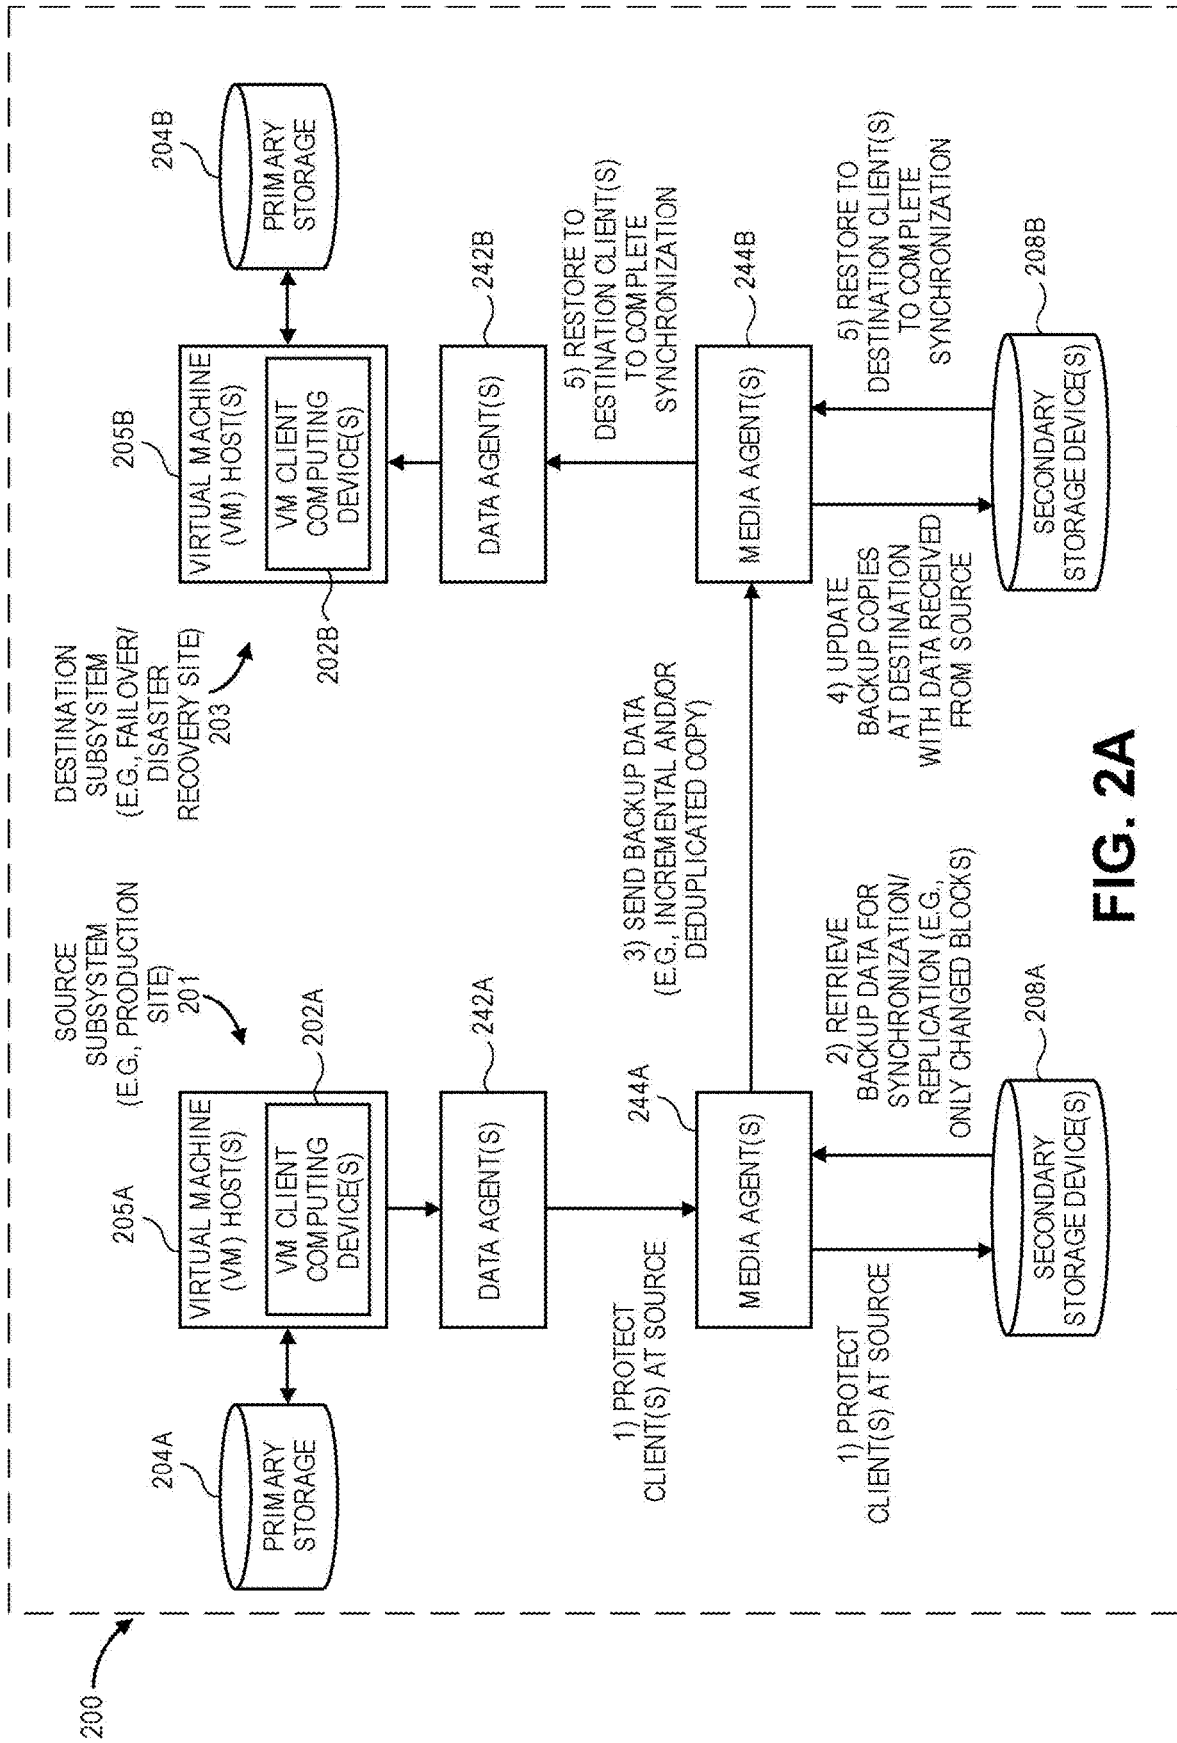 200
SOURCE
SUBSYSTEM
(E.G., PRODUCTION
SITE)
201
DESTINATION
SUBSYSTEM
(E.G., FAILOVER/
DISASTER
RECOVERY SITE)
203
204A
PRIMARY
STORAGE
205A
VIRTUAL MACHINE
(VM) HOST(S)
VM CLIENT
COMPUTING
DEVICE(S)
202A
205B
VIRTUAL MACHINE
(VM) HOST(S)
VM CLIENT
COMPUTING
DEVICE(S)
202B
204B
PRIMARY
STORAGE
DATA AGENT(S)
242A
DATA AGENT(S)
242B
1) PROTECT
CLIENT(S) AT SOURCE
5) RESTORE TO
DESTINATION CLIENT(S)
TO COMPLETE
SYNCHRONIZATION
244A
MEDIA AGENT(S)
3) SEND BACKUP DATA
(E.G., INCREMENTAL AND/OR
DEDUPLICATED COPY)
MEDIA AGENT(S)
244B
1) PROTECT
CLIENT(S) AT SOURCE
2) RETRIEVE
BACKUP DATA FOR
SYNCHRONIZATION/
REPLICATION (E.G.,
ONLY CHANGED BLOCKS)
4) UPDATE
BACKUP COPIES
AT DESTINATION
WITH DATA RECEIVED
FROM SOURCE
5) RESTORE TO
DESTINATION CLIENT(S)
TO COMPLETE
SYNCHRONIZATION
SECONDARY
STORAGE DEVICE(S)
208A
SECONDARY
STORAGE DEVICE(S)
208B
FIG. 2A